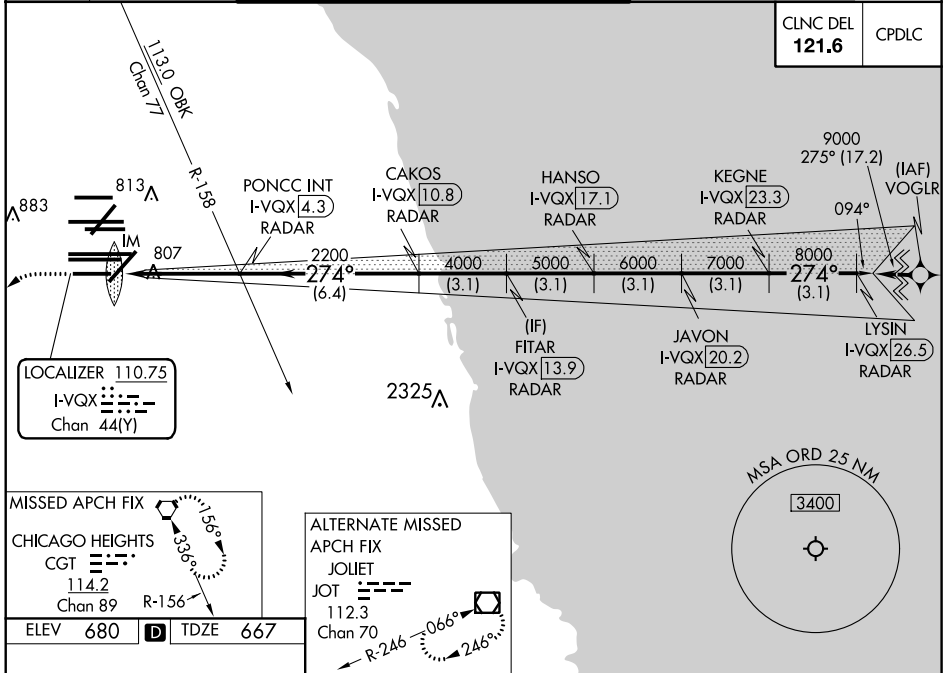 CLNC DEL
121.6
CPDLC
113.0 OBK
Chan 77
R-158
9000
275° (17.2)
(IAF)
VOGLR
094°
883
813
807
IM
PONCC INT
I-VQX 4.3
RADAR
CAKOS
I-VQX 10.8
RADAR
HANSO
I-VQX 17.1
RADAR
KEGNE
I-VQX 23.3
RADAR
2200
274°
(6.4)
4000
(3.1)
5000
(3.1)
6000
(3.1)
7000
(3.1)
8000
274°
(3.1)
(IF)
FITAR
I-VQX 13.9
RADAR
JAVON
I-VQX 20.2
RADAR
LYSIN
I-VQX 26.5
RADAR
LOCALIZER 110.75
I-VQX
Chan 44(Y)
2325
MSA ORD 25 NM
3400
MISSED APCH FIX
CHICAGO HEIGHTS
CGT
114.2
Chan 89
156°
336°
R-156
ALTERNATE MISSED
APCH FIX
JOLIET
JOT
112.3
Chan 70
R-246
066°
246°
ELEV 680 D TDZE 667